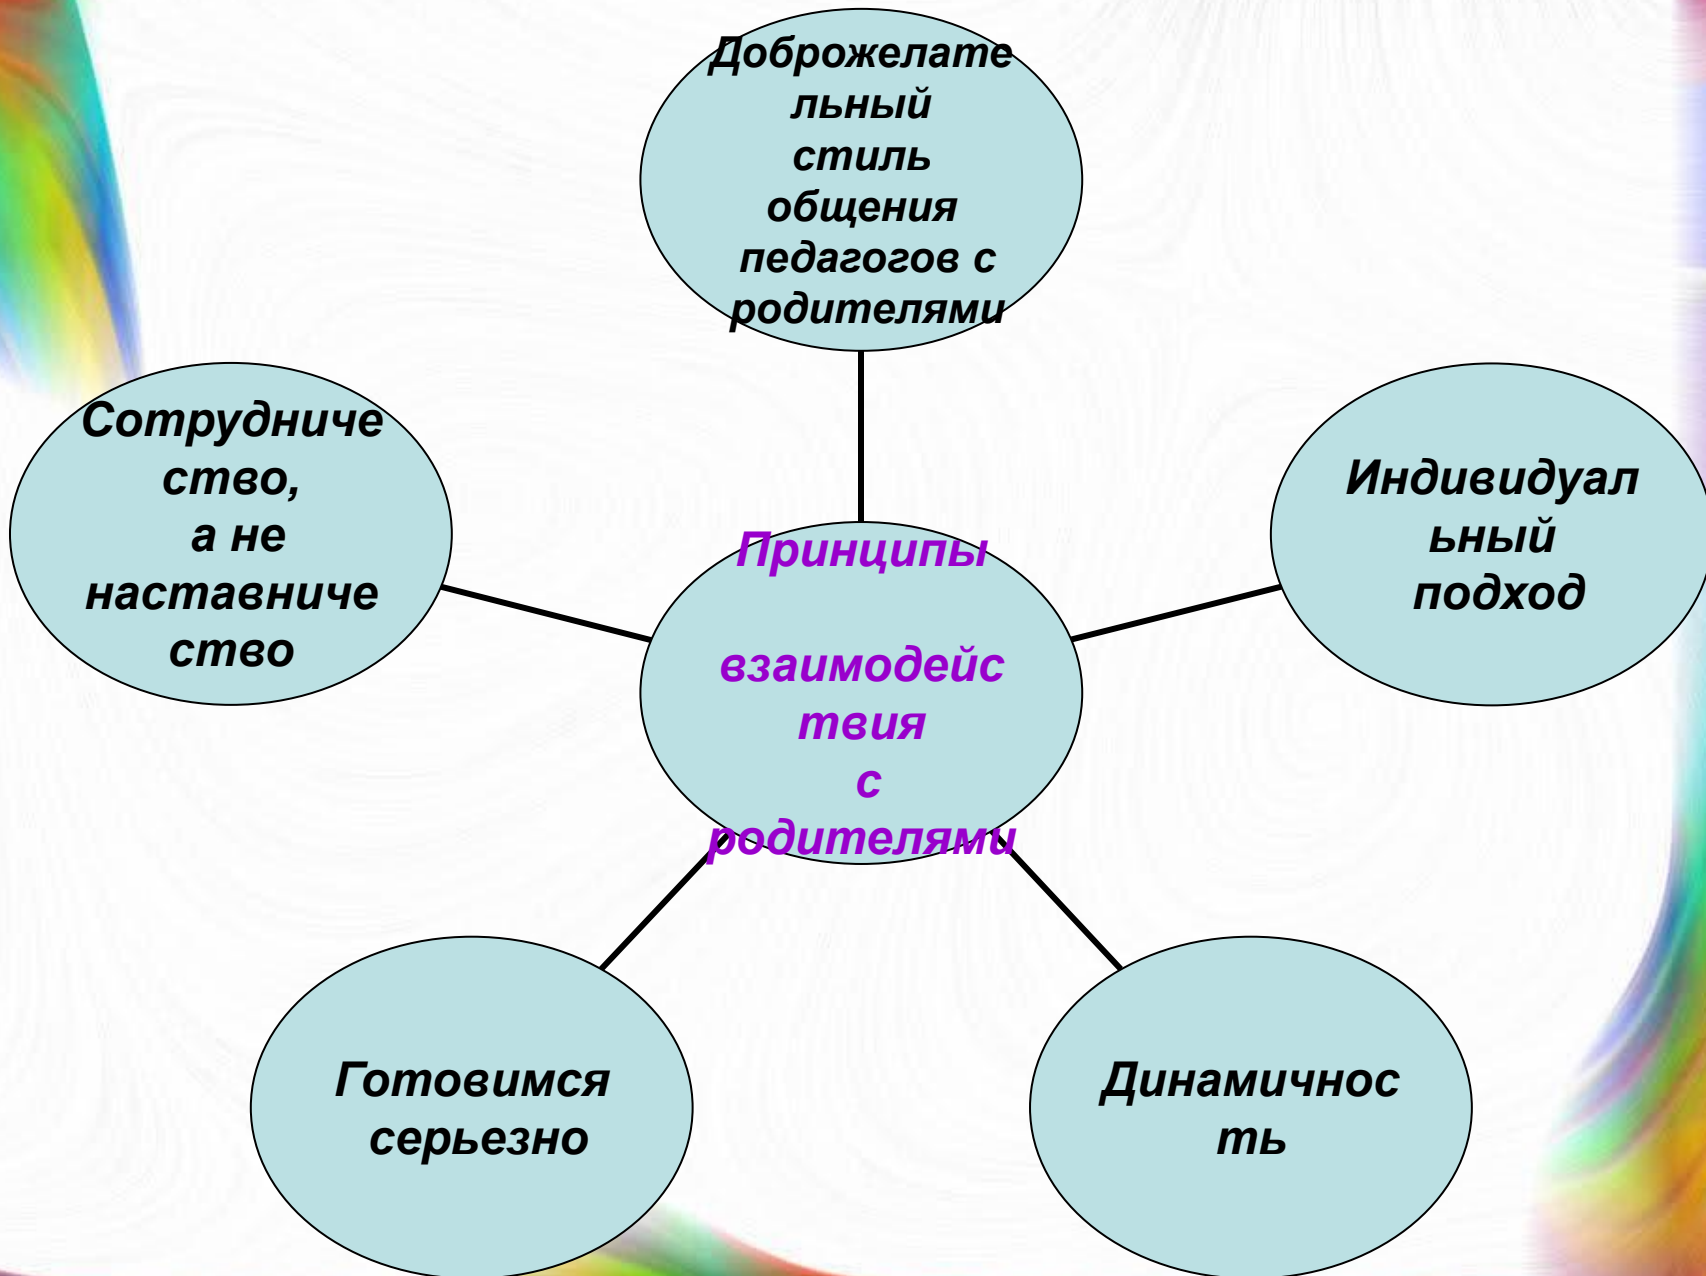 Доброжелате
льный
стиль
общения
педагогов с
родителями
Сотрудниче
ство,
а не
наставниче
ство
Индивидуал
ьный
подход
Принципы
взаимодейс
твия
с
родителями
Готовимся
серьезно
Динамичнос
ть